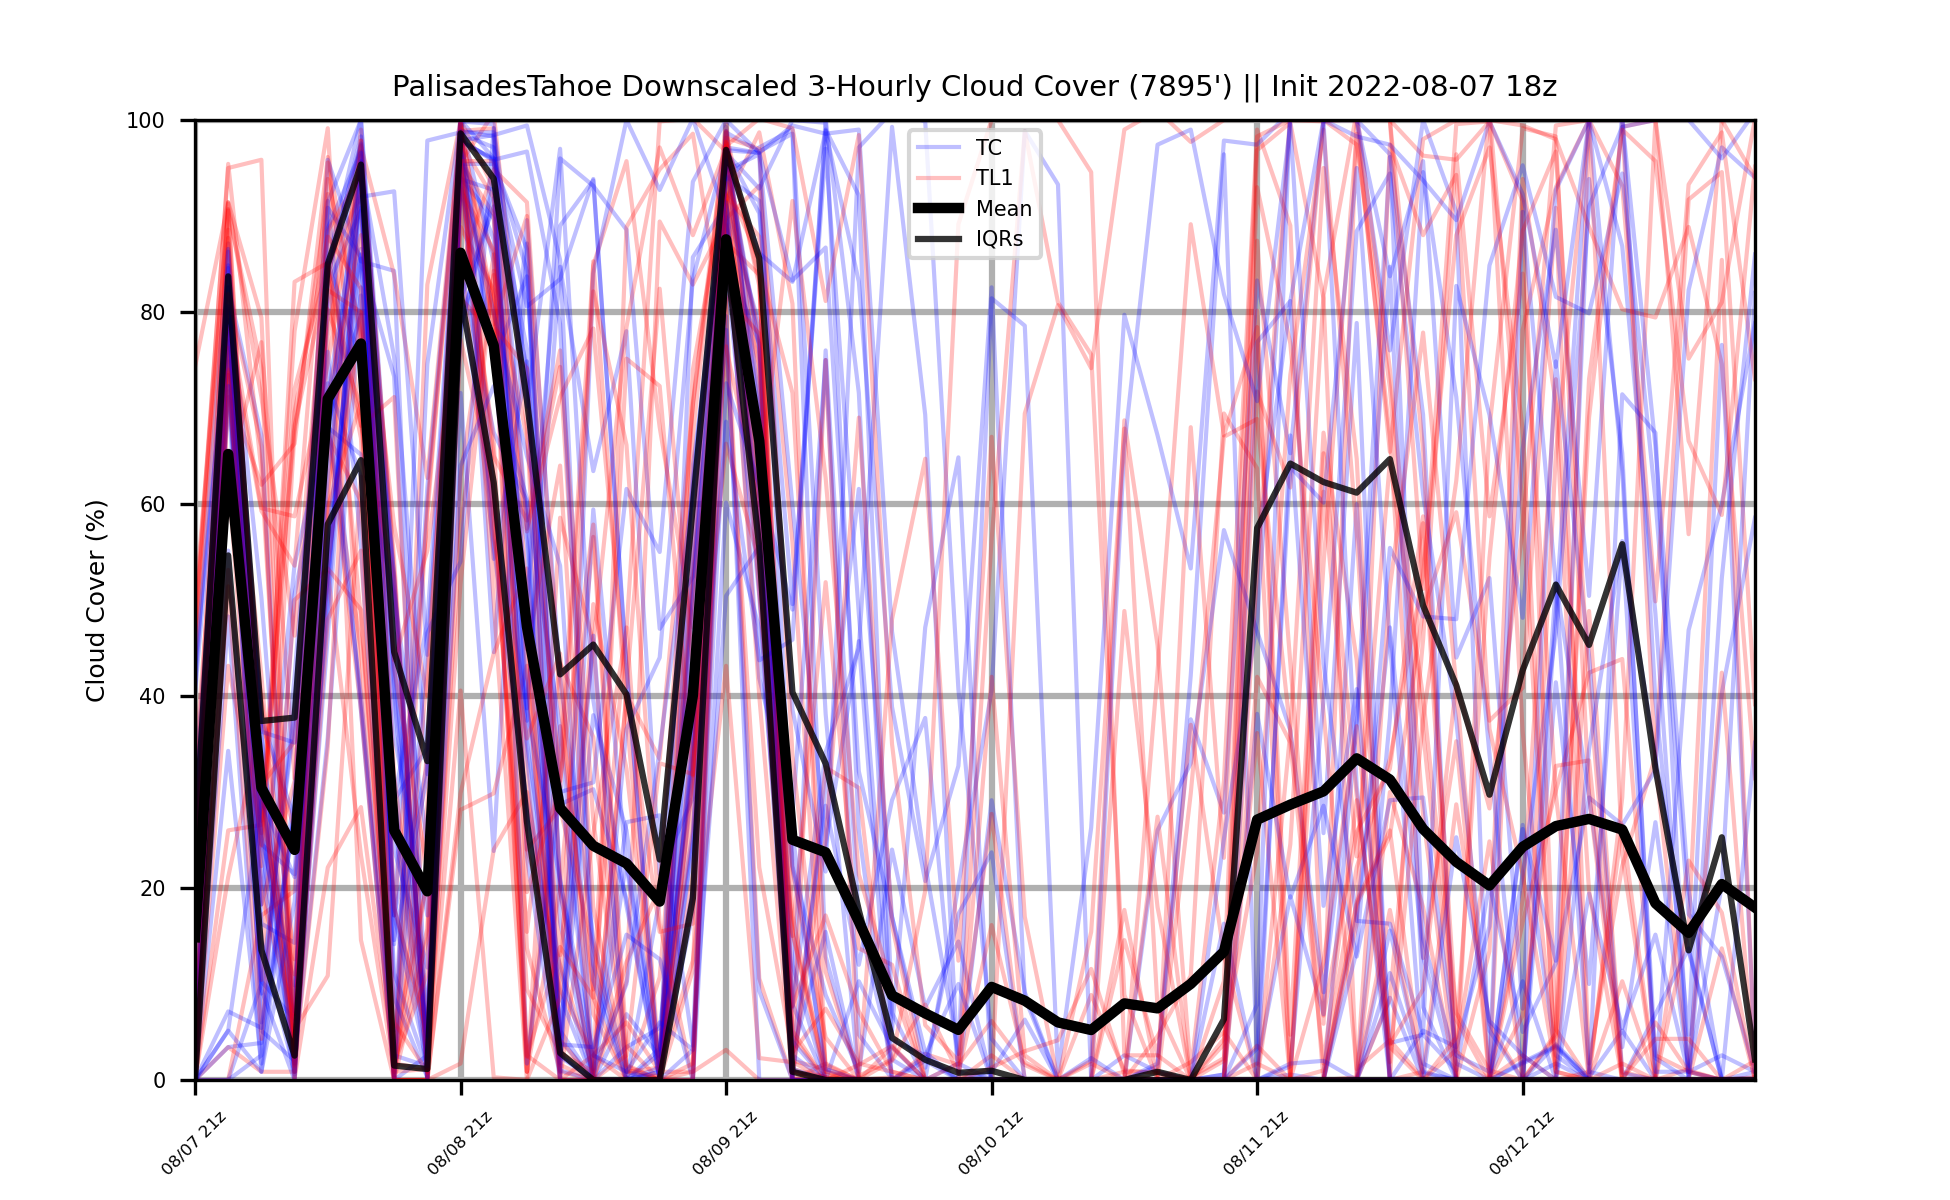 PalisadesTahoe Downscaled 3-Hourly Cloud Cover (7895') || Init 2022-08-07 18z
Cloud Cover (%)
100
80
60
40
20
0
TC
TL1
Mean
IQRs
08/07 21z
08/08 21z
08/09 21z
08/10 21z
08/11 21z
08/12 21z